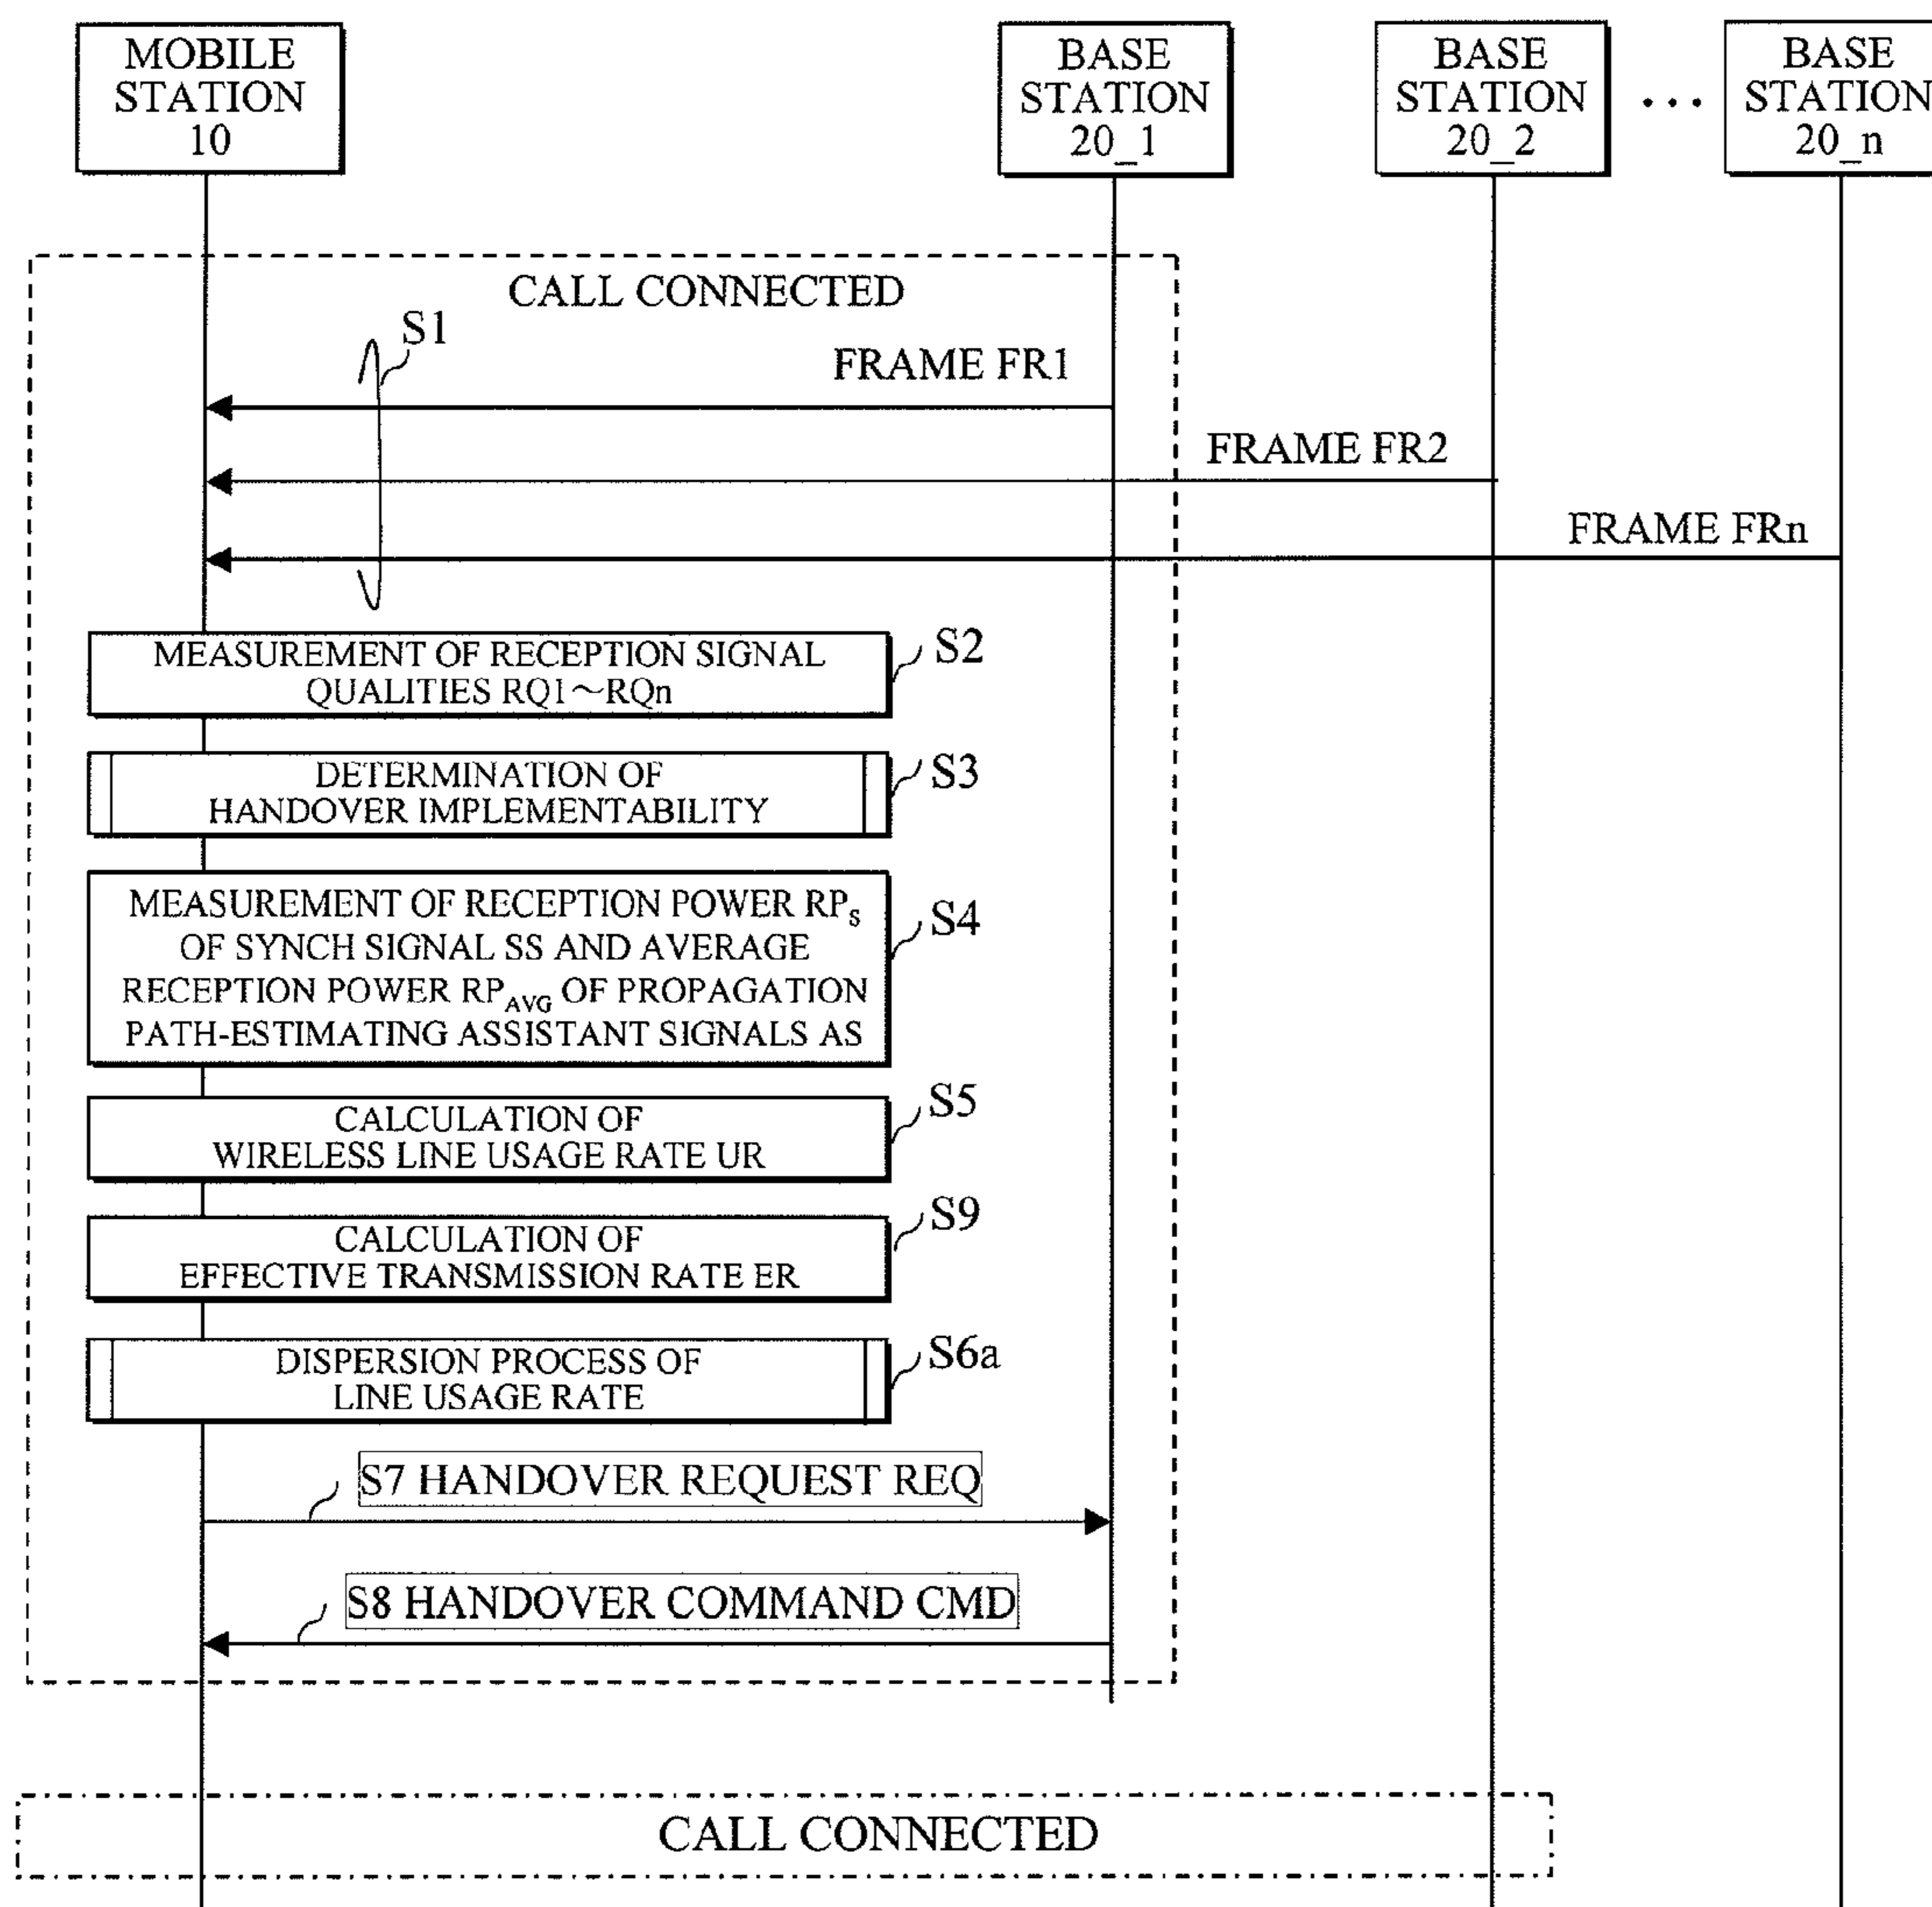 MOBILE
STATION
10
BASE
STATION
20_1
BASE
STATION
20_2
...
BASE
STATION
20_n
CALL CONNECTED
S1
FRAME FR1
FRAME FR2
FRAME FRn
MEASUREMENT OF RECEPTION SIGNAL
QUALITIES RQ1～RQn
S2
DETERMINATION OF
HANDOVER IMPLEMENTABILITY
S3
MEASUREMENT OF RECEPTION POWER RPS
OF SYNCH SIGNAL SS AND AVERAGE
RECEPTION POWER RPAVG OF PROPAGATION
PATH-ESTIMATING ASSISTANT SIGNALS AS
S4
CALCULATION OF
WIRELESS LINE USAGE RATE UR
S5
CALCULATION OF
EFFECTIVE TRANSMISSION RATE ER
S9
DISPERSION PROCESS OF
LINE USAGE RATE
S6a
S7 HANDOVER REQUEST REQ
S8 HANDOVER COMMAND CMD
CALL CONNECTED